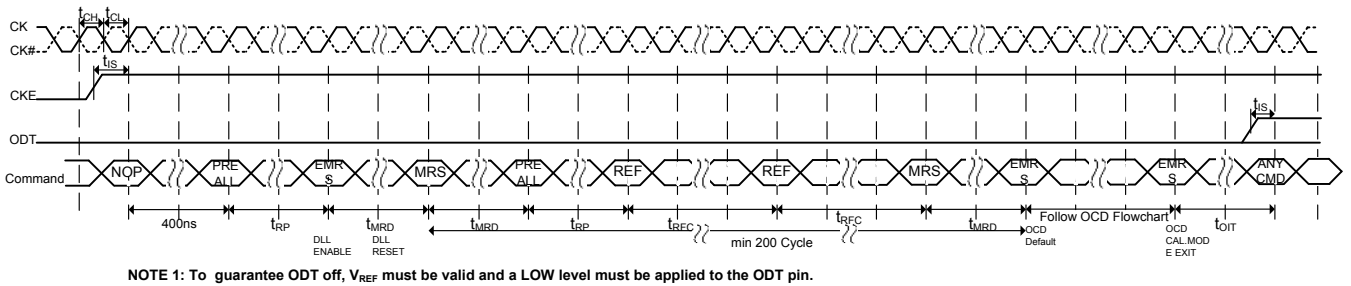 tCH tCL
CK
CK#
tIS
CKE
tIS
ODT
Command NOP PRE ALL EMR S MRS PRE ALL REF REF MRS EMR S EMR S ANY CMD
400ns tRP tMRD tMRD tRP tRFC tRFC tMRD Follow OCD Flowchart tOIT
DLL ENABLE
DLL RESET
min 200 Cycle
OCD Default
OCD CAL.MOD E EXIT
NOTE 1: To guarantee ODT off, VREF must be valid and a LOW level must be applied to the ODT pin.